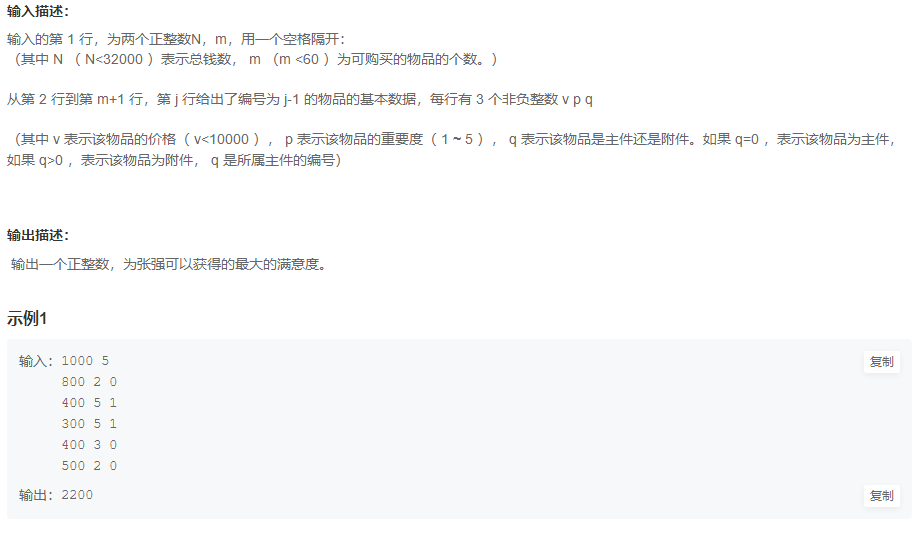 输入描述：
输入的第 1 行，为两个正整数N，m，用一个空格隔开：
（其中 N （ N<32000 ）表示总钱数， m （m <60 ）为可购买的物品的个数。）
从第 2 行到第 m+1 行，第 j 行给出了编号为 j-1 的物品的基本数据，每行有 3 个非负整数 v p q
（其中 v 表示该物品的价格（ v<10000 ）， p 表示该物品的重要度（ 1 ~ 5 ）， q 表示该物品是主件还是附件。如果 q=0 ，表示该物品为主件，
如果 q>0 ，表示该物品为附件， q 是所属主件的编号）
输出描述：
输出一个正整数，为张强可以获得的最大的满意度。
示例1
输入：1000 5 复制
800 2 0
400 5 1
300 5 1
400 3 0
500 2 0
输出：2200 复制